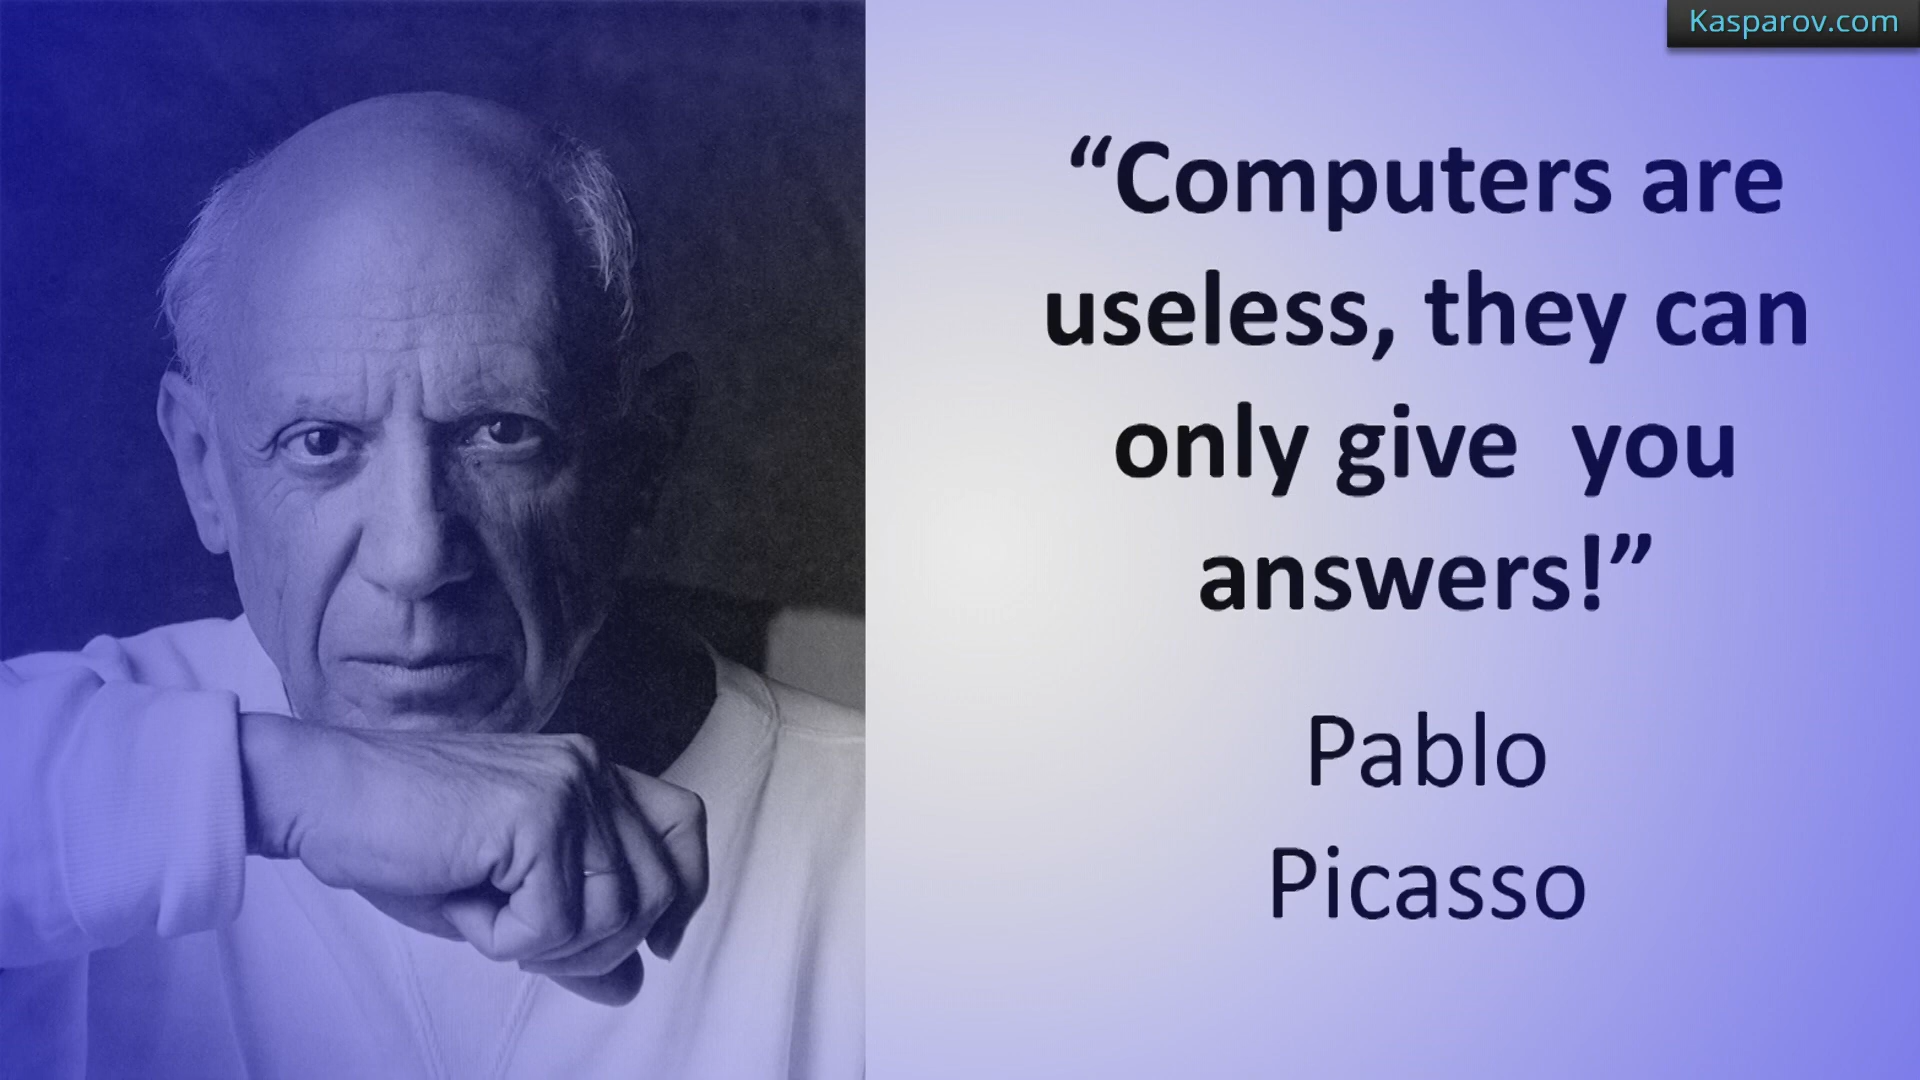 Kasparov.com
“Computers are
useless, they can
only give  you
answers!”
Pablo
Picasso